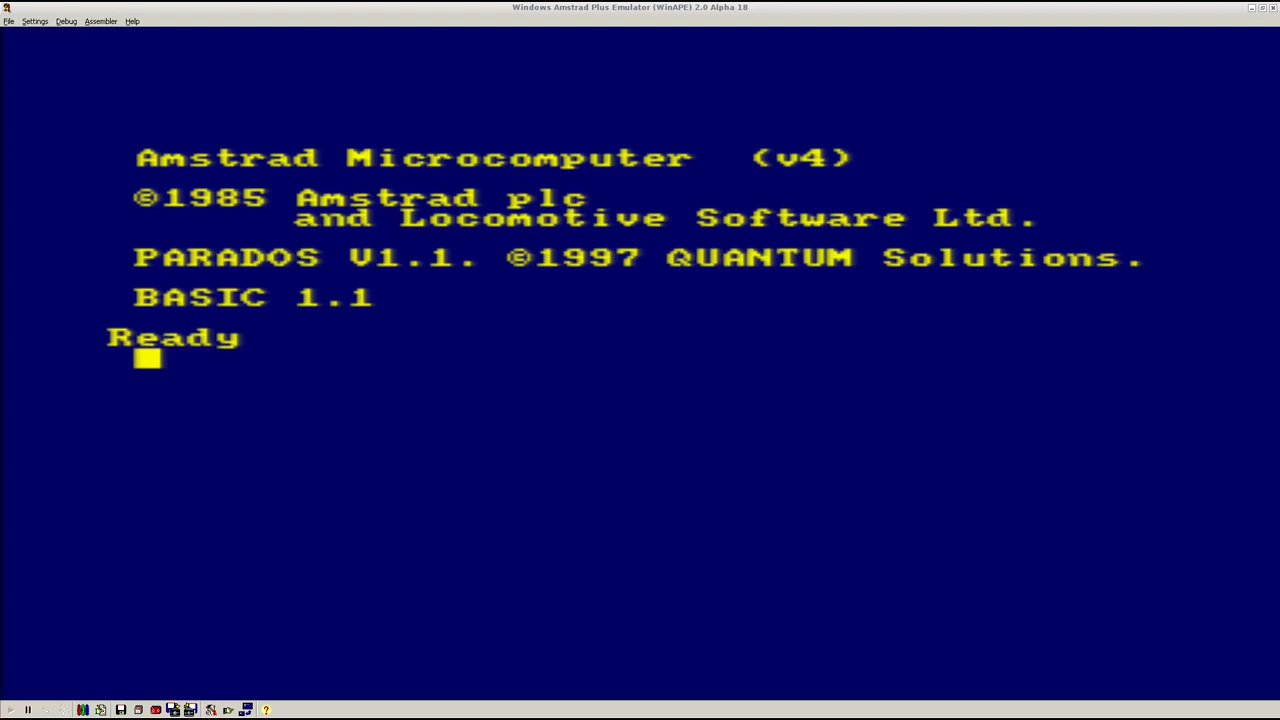 Windows Amstrad Plus Emulator (WinAPE) 2.0 Alpha 18
File Settings Debug Assembler Help
Amstrad Microcomputer (v4)
©1985 Amstrad plc
and Locomotive Software Ltd.
PARADOS V1.1. ©1997 QUANTUM Solutions.
BASIC 1.1
Ready